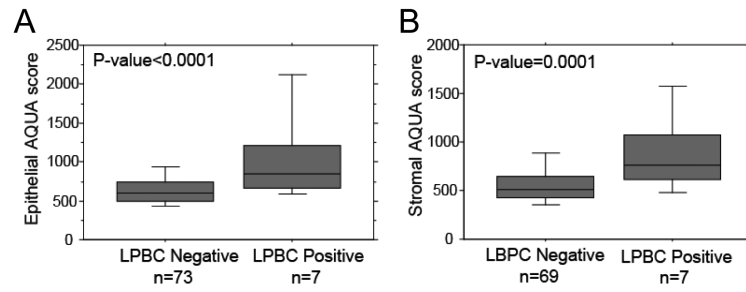 A
P-value<0.0001
Epithelial AQUA score
2500
2000
1500
1000
500
0
LPBC Negative
n=73
LPBC Positive
n=7
B
P-value=0.0001
Stromal AQUA score
2000
1500
1000
500
0
LBPC Negative
n=69
LPBC Positive
n=7